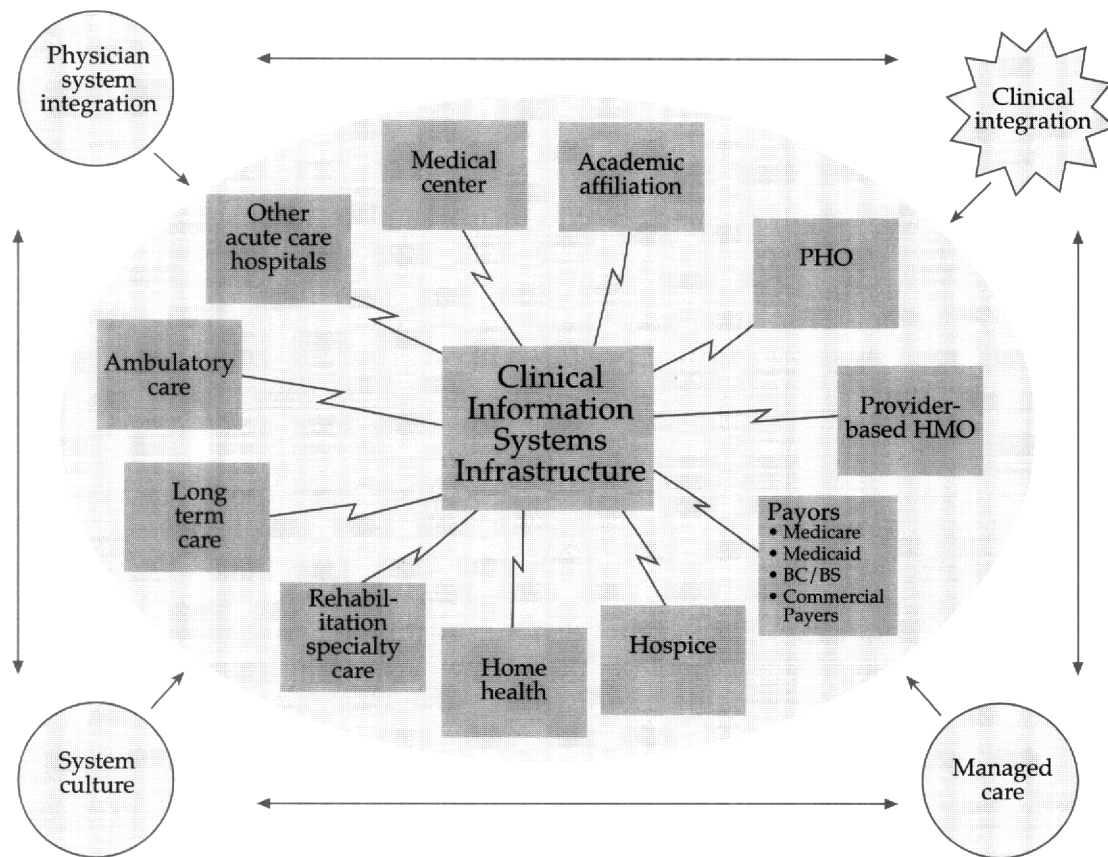 Physician
system
integration
Clinical
integration
Medical
center
Academic
affiliation
Other
acute care
hospitals
PHO
Ambulatory
care
Clinical
Information
Systems
Infrastructure
Provider-
based HMO
Long
term
care
Payors
• Medicare
• Medicaid
• BC/BS
• Commercial
Payers
Rehabil-
itation
specialty
care
Home
health
Hospice
System
culture
Managed
care